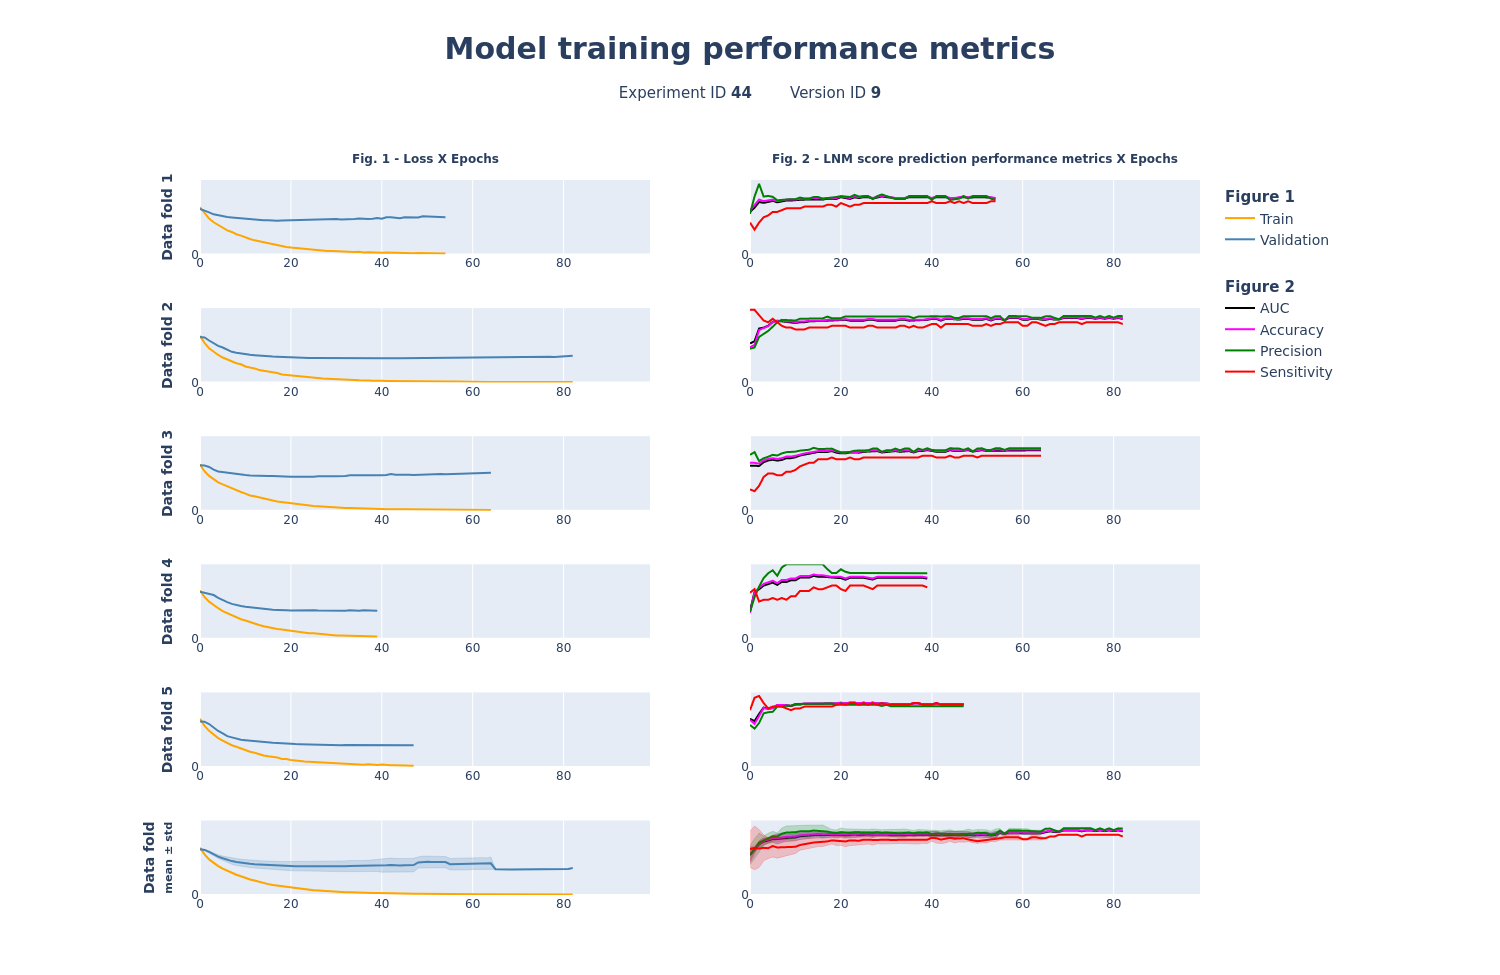 Model training performance metrics
Experiment ID 44 Version ID 9
Fig. 1 - Loss X Epochs
Fig. 2 - LNM score prediction performance metrics X Epochs
Data fold 1
0
0 20 40 60 80
0
0 20 40 60 80
Figure 1
Train
Validation
Figure 2
AUC
Accuracy
Precision
Sensitivity
Data fold 2
0
0 20 40 60 80
0
0 20 40 60 80
Data fold 3
0
0 20 40 60 80
0
0 20 40 60 80
Data fold 4
0
0 20 40 60 80
0
0 20 40 60 80
Data fold 5
0
0 20 40 60 80
0
0 20 40 60 80
Data fold
mean ± std
0
0 20 40 60 80
0
0 20 40 60 80